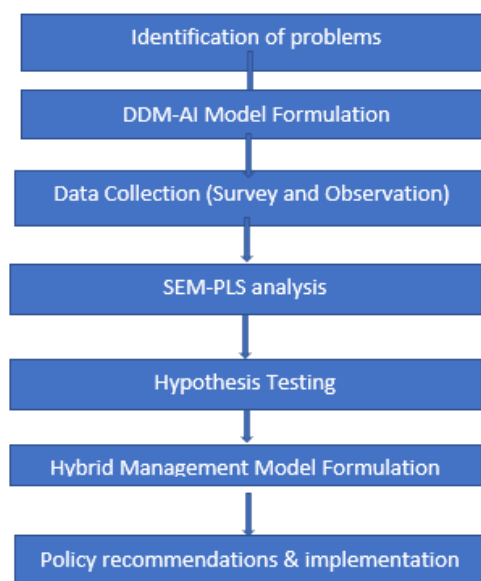 Identification of problems
DDM-AI Model Formulation
Data Collection (Survey and Observation)
SEM-PLS analysis
Hypothesis Testing
Hybrid Management Model Formulation
Policy recommendations & implementation